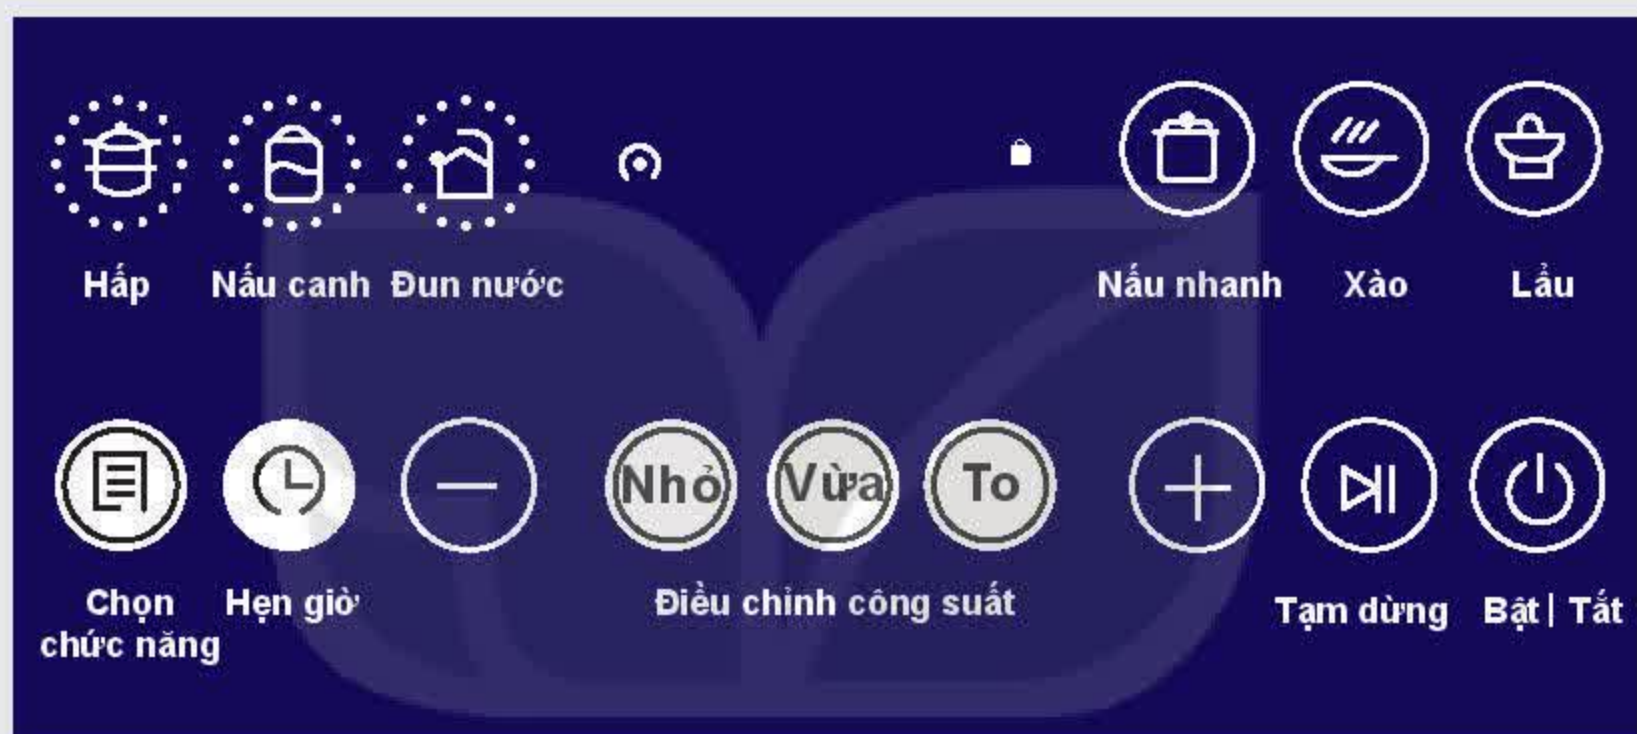 Hấp
Nấu canh
Đun nước
Nấu nhanh
Xào
Lẩu
Nhỏ
Vừa
To
Chọn
chức năng
Hẹn giờ
Điều chỉnh công suất
Tạm dừng
Bật | Tắt